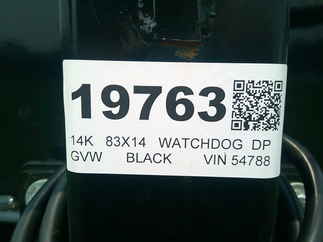 19763
14K 83X14 WATCHDOG DP
GVW BLACK VIN 54788